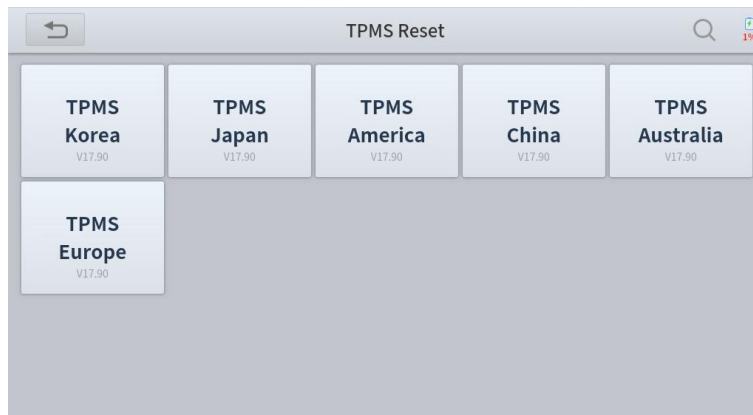 TPMS Reset
1%
TPMS
Korea
V17.90
TPMS
Japan
V17.90
TPMS
America
V17.90
TPMS
China
V17.90
TPMS
Australia
V17.90
TPMS
Europe
V17.90